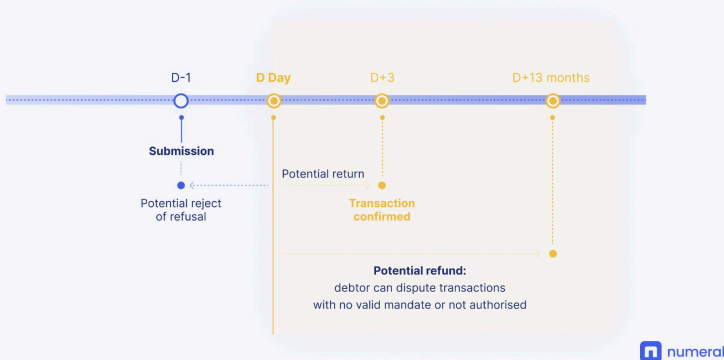 D-1
D Day
D+3
D+13 months
Submission
Potential return
Potential reject
of refusal
Transaction
confirmed
Potential refund:
debtor can dispute transactions
with no valid mandate or not authorised
numeral